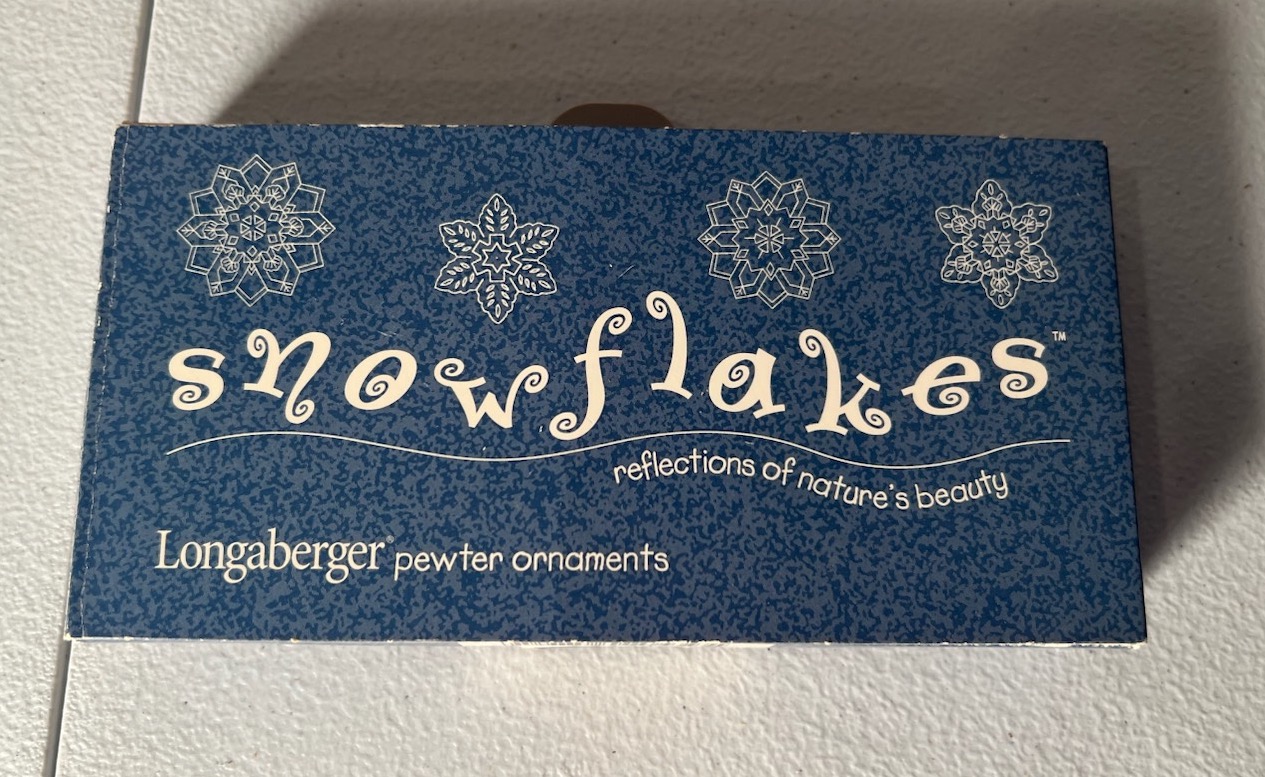 snowflakes™
reflections of nature's beauty
Longaberger® pewter ornaments